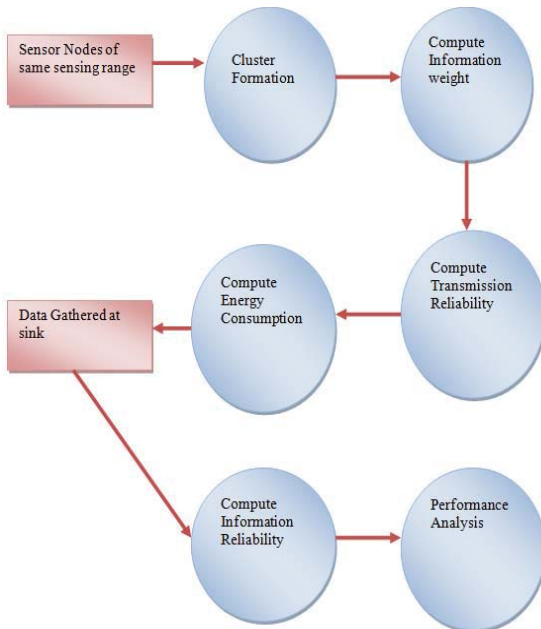 Sensor Nodes of
same sensing range
Cluster
Formation
Compute
Information
weight
Compute
Transmission
Reliability
Compute
Energy
Consumption
Data Gathered at
sink
Compute
Information
Reliability
Performance
Analysis